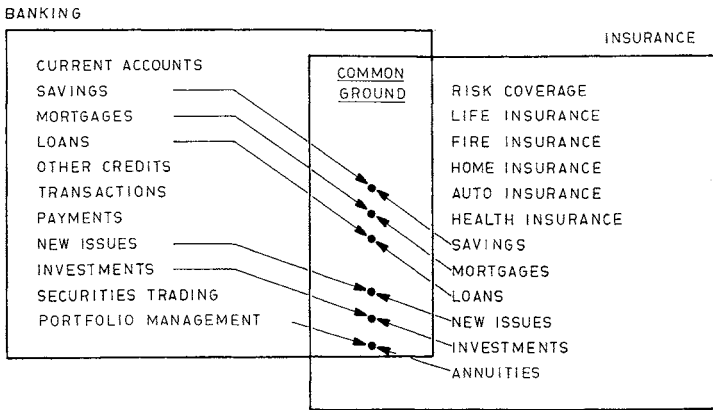 BANKING
INSURANCE
CURRENT ACCOUNTS
SAVINGS
MORTGAGES
LOANS
OTHER CREDITS
TRANSACTIONS
PAYMENTS
NEW ISSUES
INVESTMENTS
SECURITIES TRADING
PORTFOLIO MANAGEMENT
COMMON
GROUND
RISK COVERAGE
LIFE INSURANCE
FIRE INSURANCE
HOME INSURANCE
AUTO INSURANCE
HEALTH INSURANCE
SAVINGS
MORTGAGES
LOANS
NEW ISSUES
INVESTMENTS
ANNUITIES